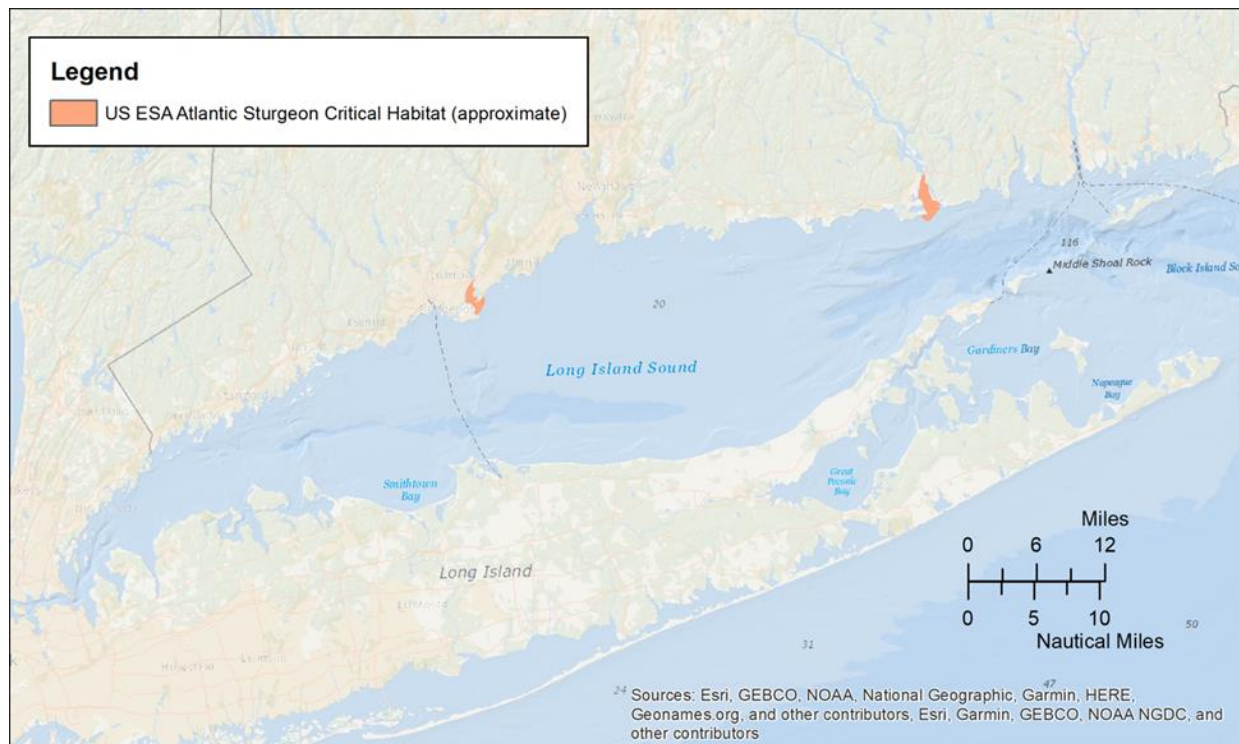 Legend
US ESA Atlantic Sturgeon Critical Habitat (approximate)
116
Middle Shoal Rock
20
Long Island Sound
Gardiners Bay
Napeague
Bay
Smithtown
Bay
Great
Peconic
Bay
Long Island
Miles
0 6 12
0 5 10
Nautical Miles
50
31
47
24
Sources: Esri, GEBCO, NOAA, National Geographic, Garmin, HERE,
Geonames.org, and other contributors, Esri, Garmin, GEBCO, NOAA NGDC, and
other contributors